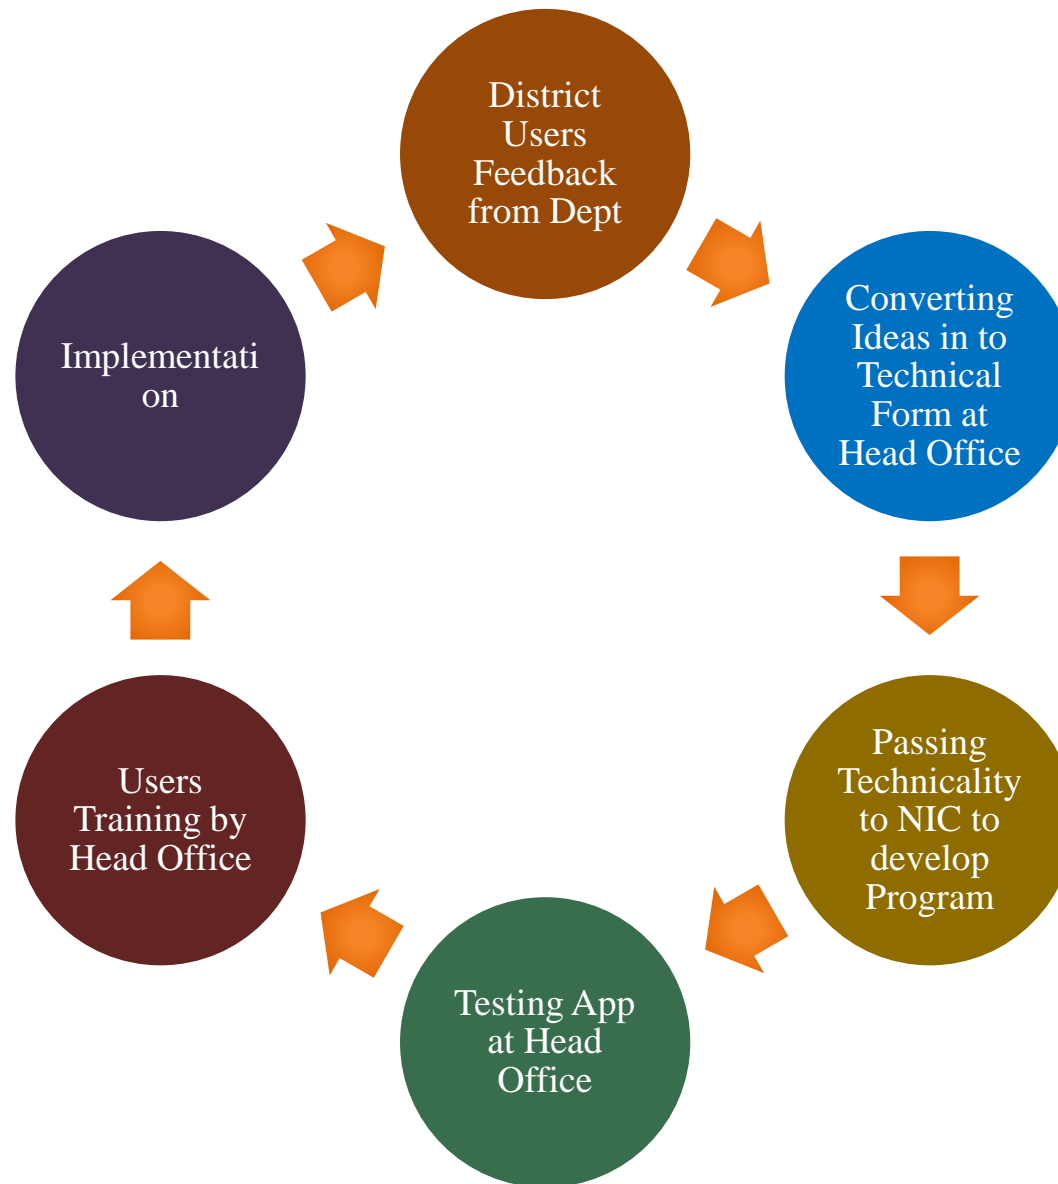 District
Users
Feedback
from Dept
Converting
Ideas in to
Technical
Form at
Head Office
Passing
Technicality
to NIC to
develop
Program
Testing App
at Head
Office
Users
Training by
Head Office
Implementati
on